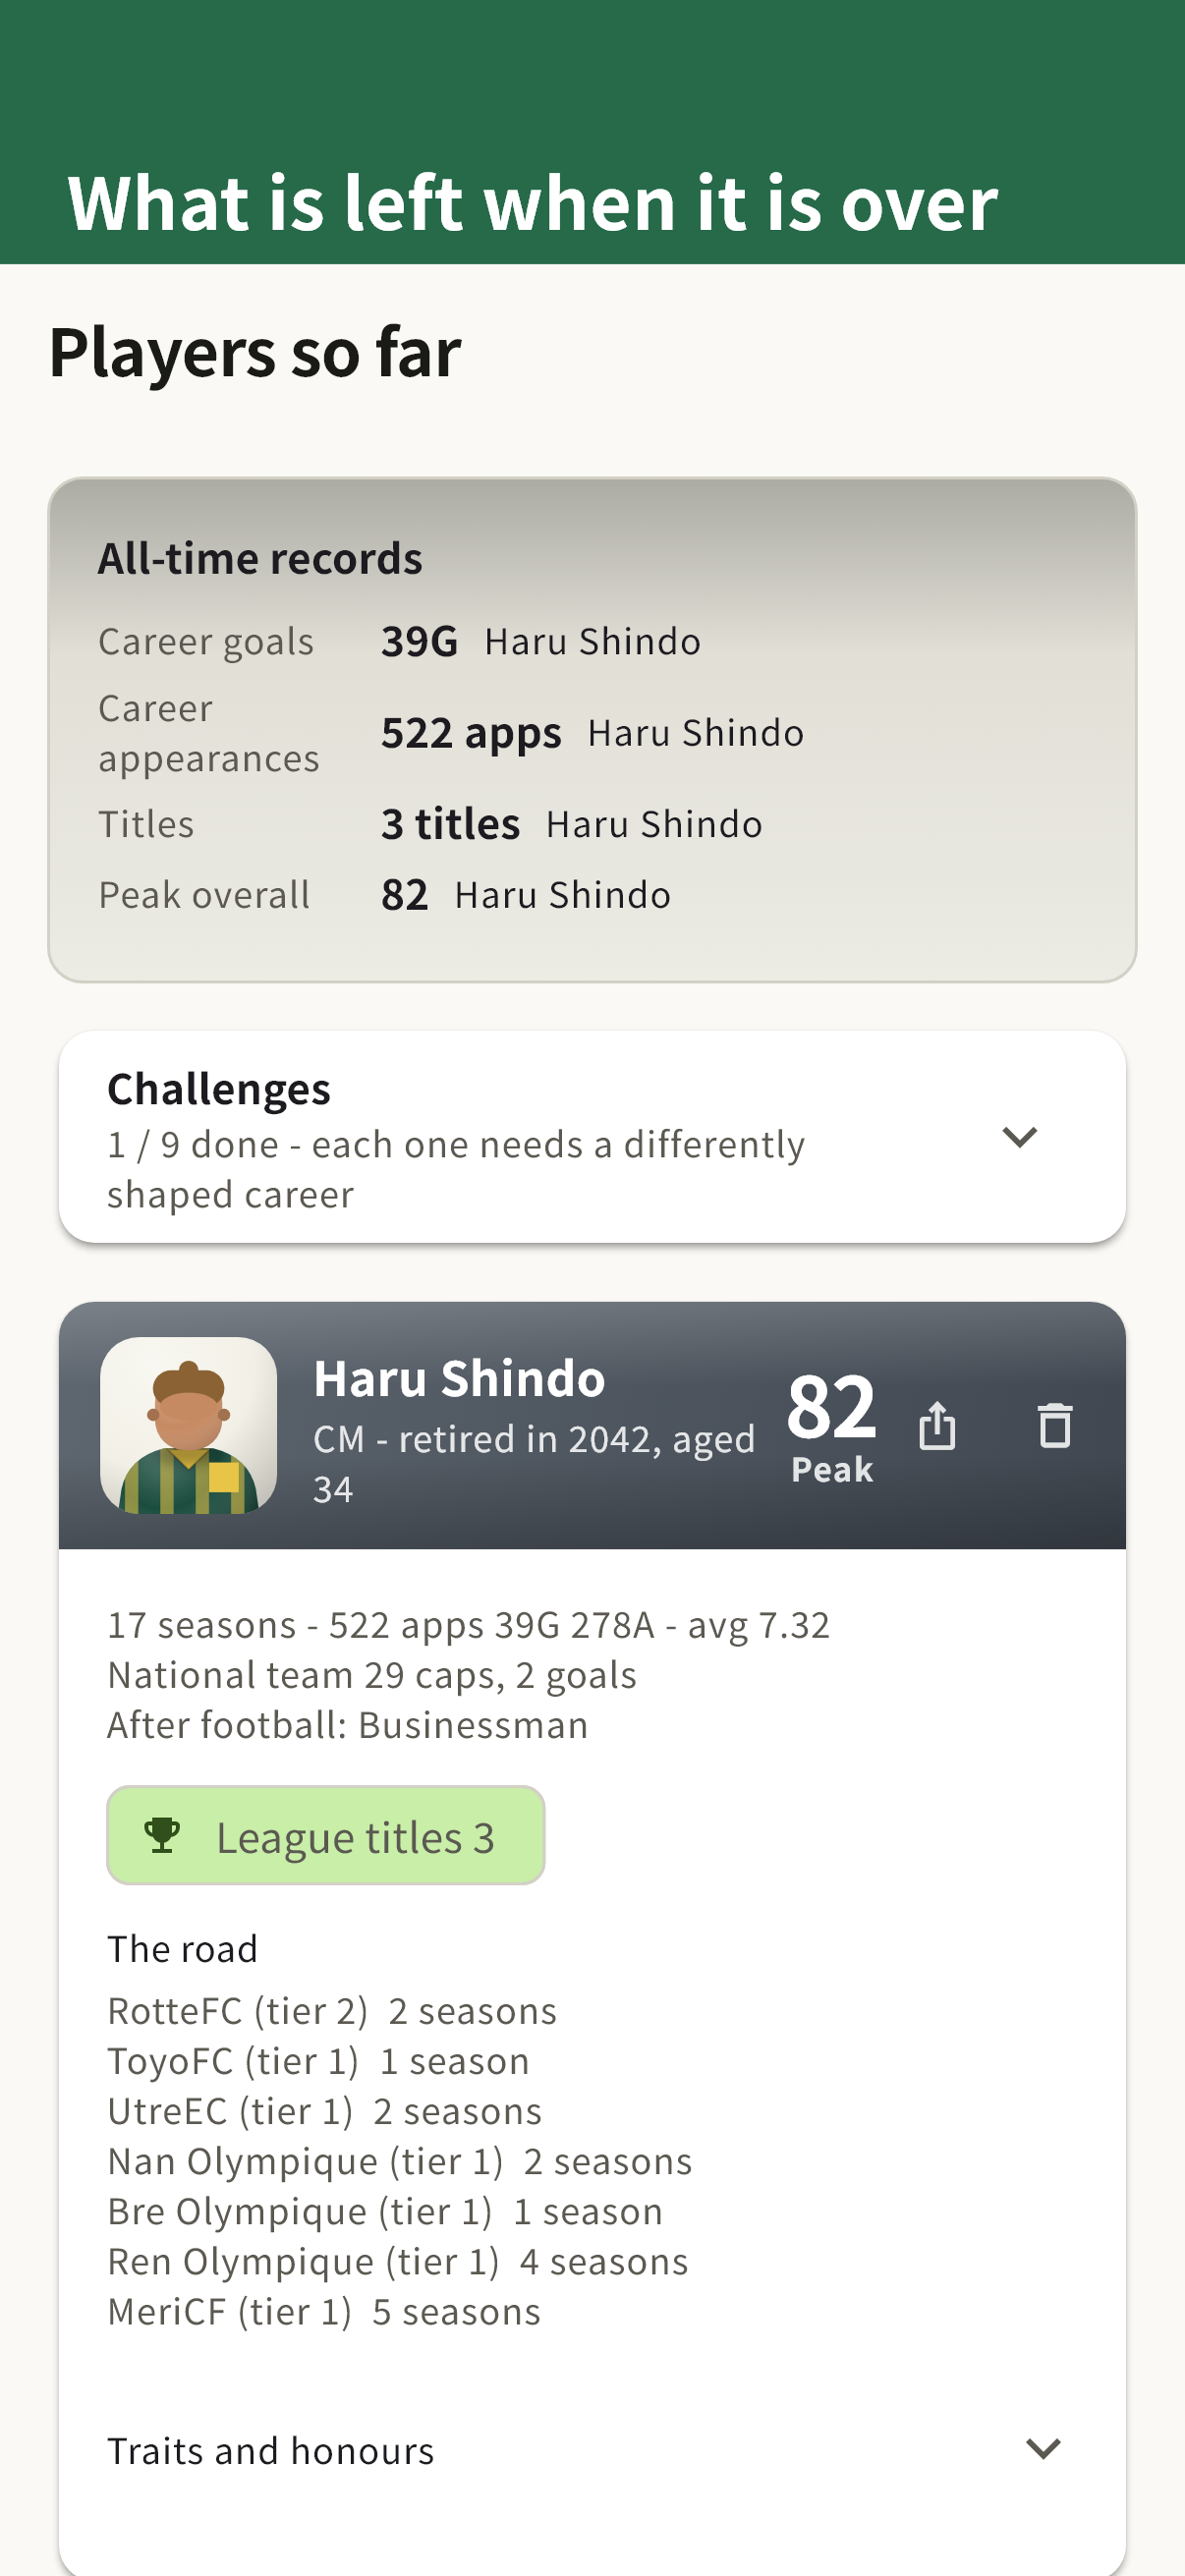 What is left when it is over
Players so far
All-time records
Career goals 39G Haru Shindo
Career
appearances 522 apps Haru Shindo
Titles 3 titles Haru Shindo
Peak overall 82 Haru Shindo
Challenges
1 / 9 done - each one needs a differently
shaped career
Haru Shindo
CM - retired in 2042, aged
34
82
Peak
17 seasons - 522 apps 39G 278A - avg 7.32
National team 29 caps, 2 goals
After football: Businessman
League titles 3
The road
RotteFC (tier 2) 2 seasons
ToyoFC (tier 1) 1 season
UtreEC (tier 1) 2 seasons
Nan Olympique (tier 1) 2 seasons
Bre Olympique (tier 1) 1 season
Ren Olympique (tier 1) 4 seasons
MeriCF (tier 1) 5 seasons
Traits and honours